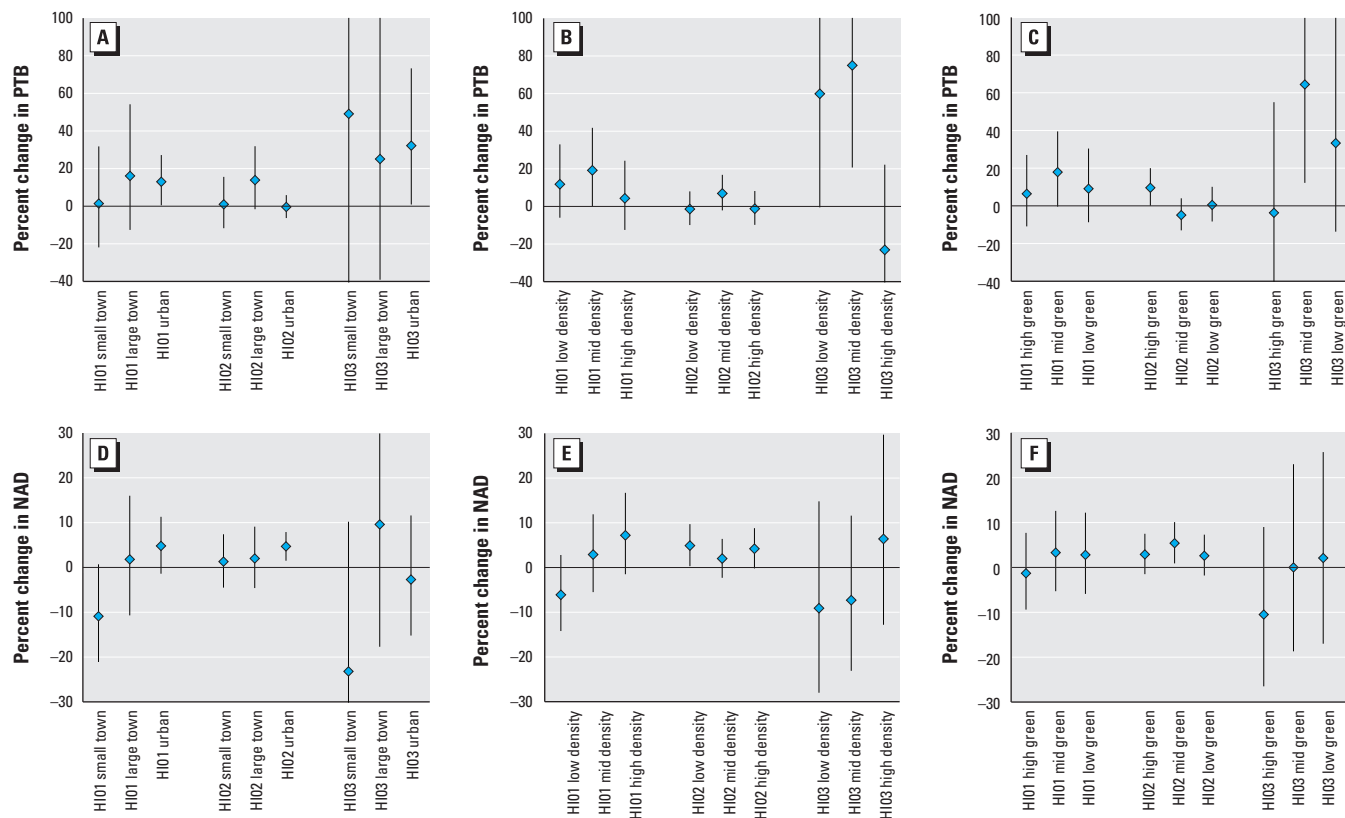 A
Percent change in PTB
100
80
60
40
20
0
–20
–40
HI01 small town
HI01 large town
HI01 urban
HI02 small town
HI02 large town
HI02 urban
HI03 small town
HI03 large town
HI03 urban
B
Percent change in PTB
100
80
60
40
20
0
–20
–40
HI01 low density
HI01 mid density
HI01 high density
HI02 low density
HI02 mid density
HI02 high density
HI03 low density
HI03 mid density
HI03 high density
C
Percent change in PTB
100
80
60
40
20
0
–20
–40
HI01 high green
HI01 mid green
HI01 low green
HI02 high green
HI02 mid green
HI02 low green
HI03 high green
HI03 mid green
HI03 low green
D
Percent change in NAD
30
20
10
0
–10
–20
–30
HI01 small town
HI01 large town
HI01 urban
HI02 small town
HI02 large town
HI02 urban
HI03 small town
HI03 large town
HI03 urban
E
Percent change in NAD
30
20
10
0
–10
–20
–30
HI01 low density
HI01 mid density
HI01 high density
HI02 low density
HI02 mid density
HI02 high density
HI03 low density
HI03 mid density
HI03 high density
F
Percent change in NAD
30
20
10
0
–10
–20
–30
HI01 high green
HI01 mid green
HI01 low green
HI02 high green
HI02 mid green
HI02 low green
HI03 high green
HI03 mid green
HI03 low green